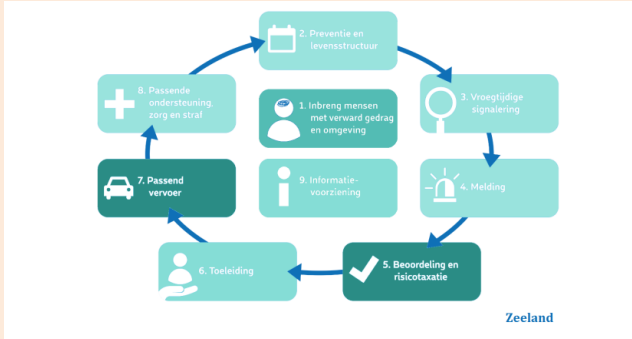 2. Preventie en
levensstructuur
8. Passende
ondersteuning,
zorg en straf
1. Inbreng mensen
met verward gedrag
en omgeving
3. Vroegtijdige
signalering
7. Passend
vervoer
9. Informatie-
voorziening
4. Melding
6. Toeleiding
5. Beoordeling en
risicotaxatie
Zeeland